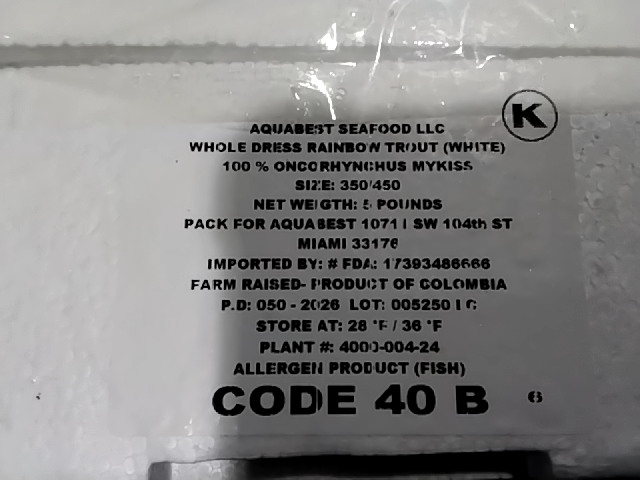 K
AQUABEST SEAFOOD LLC
WHOLE DRESS RAINBOW TROUT (WHITE)
100 % ONCORHYNCHUS MYKISS
SIZE: 350/450
NET WEIGTH: 5 POUNDS
PACK FOR AQUABEST 10711 SW 104th ST
MIAMI 33176
IMPORTED BY: # FDA: 17393486666
FARM RAISED- PRODUCT OF COLOMBIA
P.D: 050 - 2026 LOT: 005250
STORE AT: 28 °F / 36 °F
PLANT #: 4000-004-24
ALLERGEN PRODUCT (FISH)
CODE 40 B 6